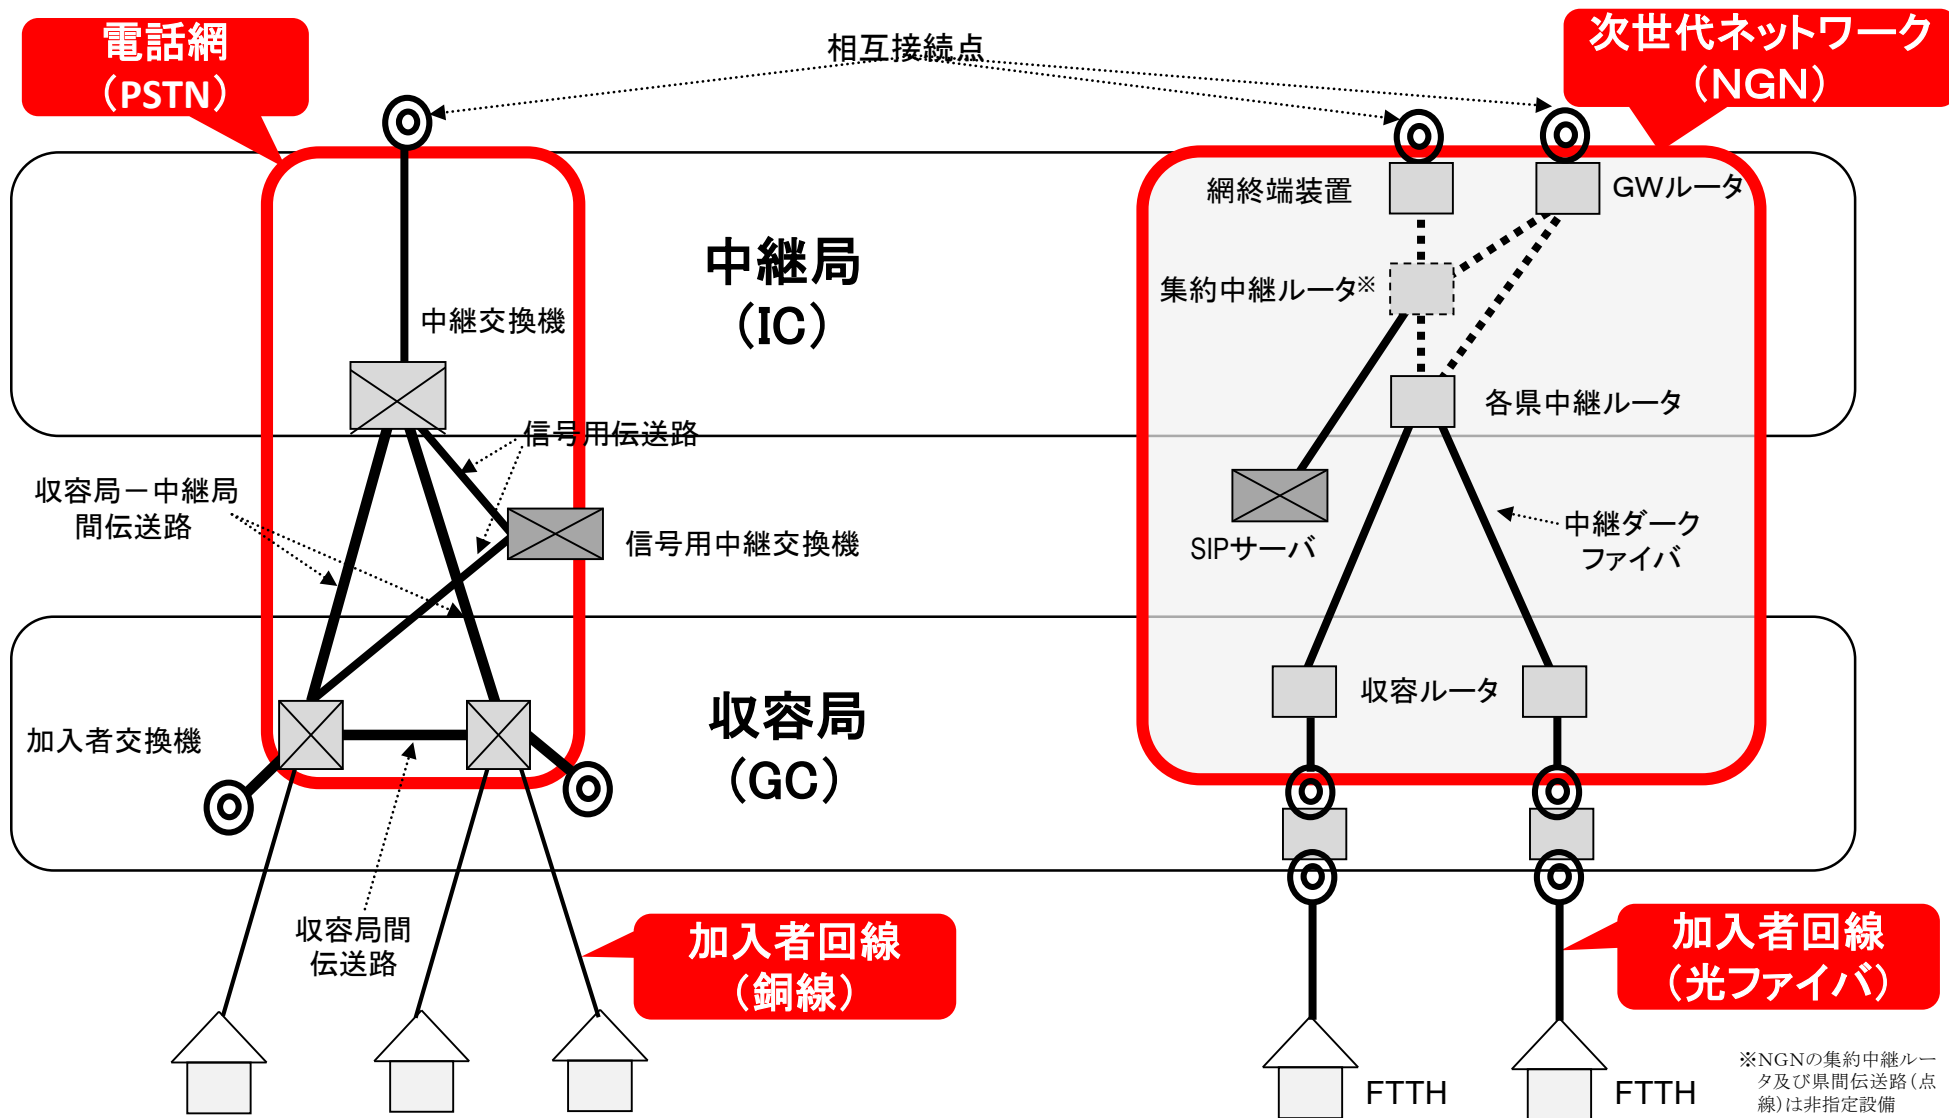 電話網
（PSTN）
相互接続点
次世代ネットワーク
（NGN）
網終端装置
GWルータ
中継局
（IC）
集約中継ルータ※
中継交換機
各県中継ルータ
信号用伝送路
収容局－中継局
間伝送路
信号用中継交換機
SIPサーバ
中継ダーク
ファイバ
収容局
（GC）
収容ルータ
加入者交換機
収容局間
伝送路
加入者回線
（銅線）
加入者回線
（光ファイバ）
FTTH
FTTH
※NGNの集約中継ルー
タ及び県間伝送路（点
線）は非指定設備